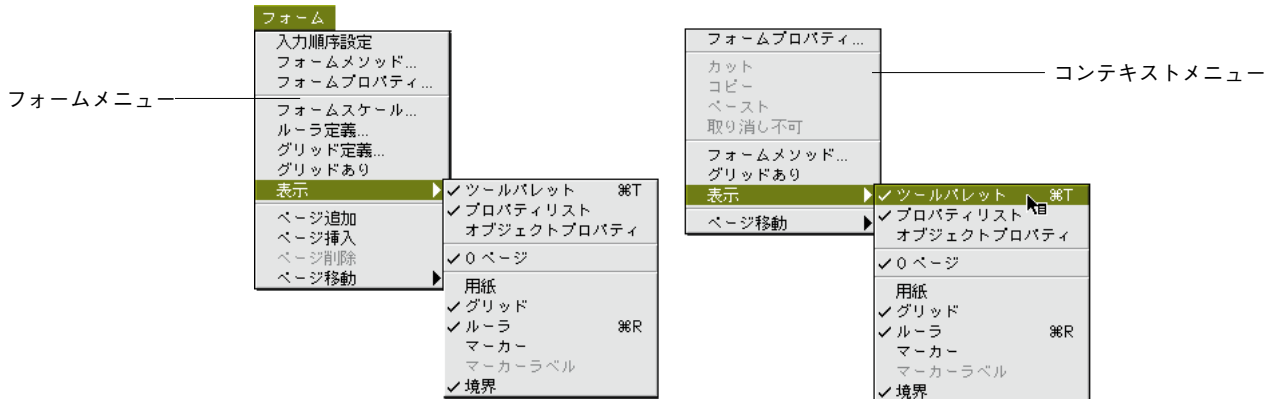 フォーム
入力順序設定
フォームメソッド...
フォームプロパティ...
フォームスケール...
ルーラ定義...
グリッド定義...
グリッドあり
表示
ページ追加
ページ挿入
ページ削除
ページ移動
フォームメニュー
✓ツールパレット ⌘T
✓プロパティリスト
オブジェクトプロパティ
✓0 ページ
用紙
✓グリッド
✓ルーラ ⌘R
マーカー
マーカーラベル
✓境界
フォームプロパティ...
カット
コピー
ペースト
取り消し不可
フォームメソッド...
グリッドあり
表示
ページ移動
コンテキストメニュー
✓ツールパレット ⌘T
✓プロパティリスト
オブジェクトプロパティ
✓0 ページ
用紙
✓グリッド
✓ルーラ ⌘R
マーカー
マーカーラベル
✓境界